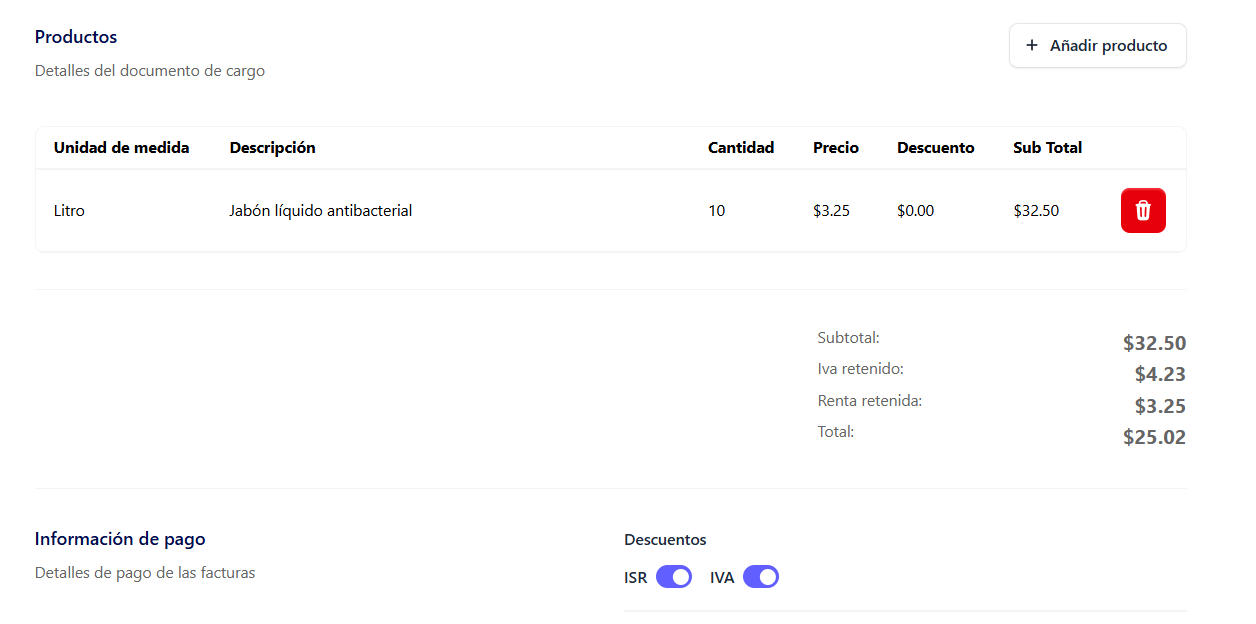 Productos
+ Añadir producto
Detalles del documento de cargo
Unidad de medida Descripción Cantidad Precio Descuento Sub Total
Litro Jabón líquido antibacterial 10 $3.25 $0.00 $32.50
Subtotal: $32.50
Iva retenido: $4.23
Renta retenida: $3.25
Total: $25.02
Información de pago
Detalles de pago de las facturas
Descuentos
ISR IVA